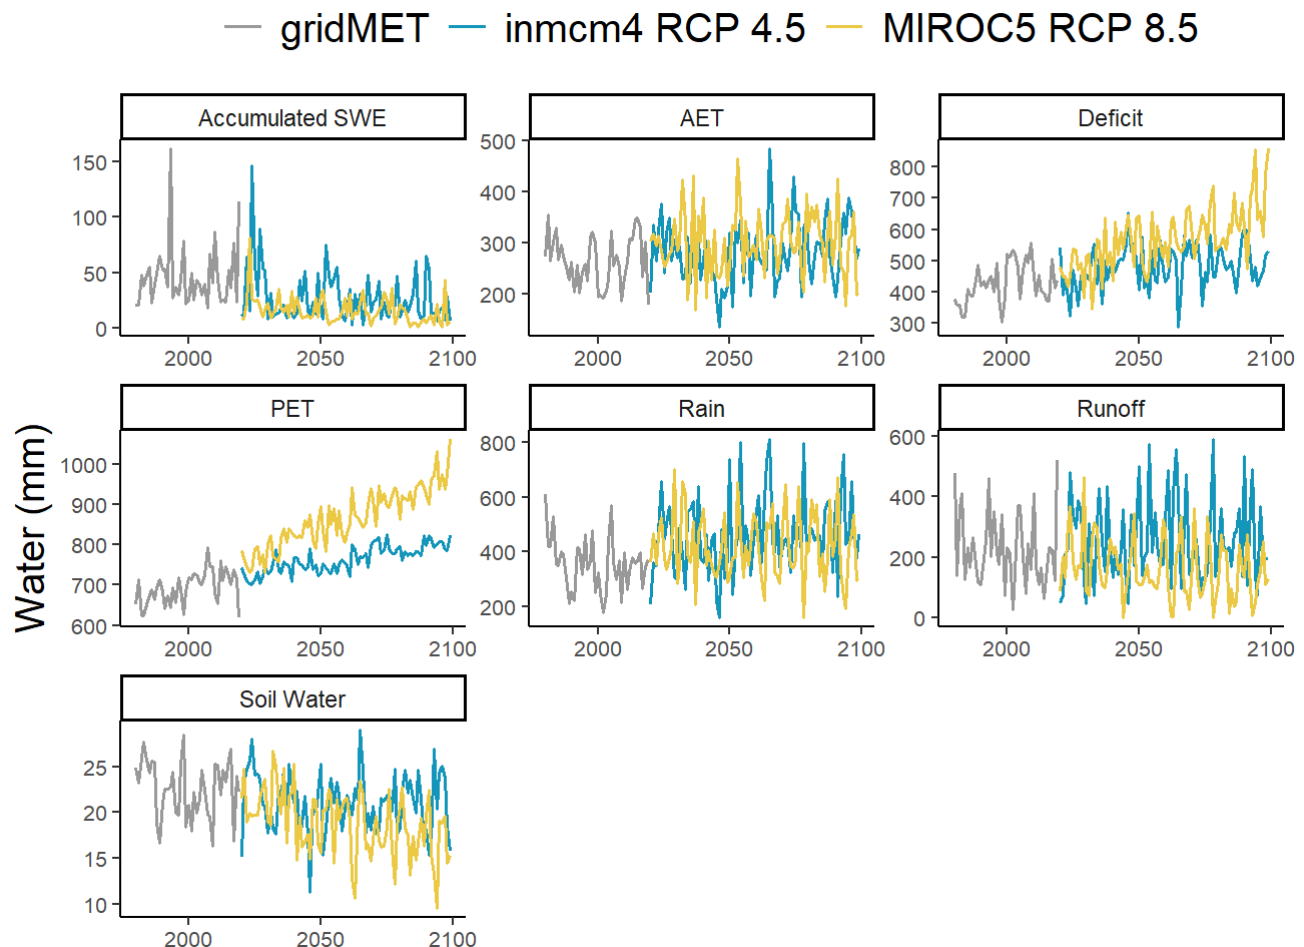 gridMET inmcm4 RCP 4.5 MIROC5 RCP 8.5
Water (mm)
Accumulated SWE
150
100
50
0
2000 2050 2100
AET
500
400
300
200
2000 2050 2100
Deficit
800
700
600
500
400
300
2000 2050 2100
PET
1000
900
800
700
600
2000 2050 2100
Rain
800
600
400
200
2000 2050 2100
Runoff
600
400
200
0
2000 2050 2100
Soil Water
25
20
15
10
2000 2050 2100